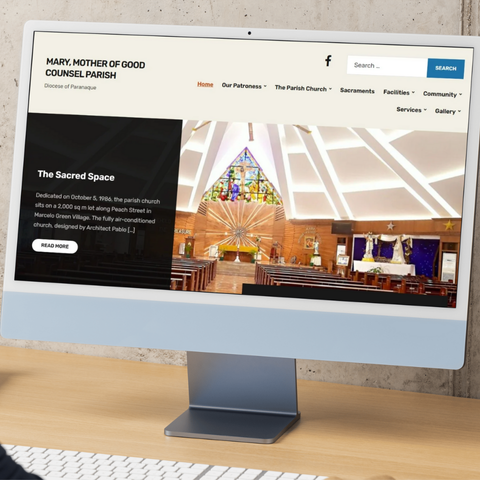 MARY, MOTHER OF GOOD
COUNSEL PARISH
Diocese of Paranaque
f
Search ...
SEARCH
Home
Our Patroness
The Parish Church
Sacraments
Facilities
Community
Services
Gallery
The Sacred Space
Dedicated on October 5, 1986, the parish church
sits on a 2,000 sq m lot along Peach Street in
Marcelo Green Village. The fully air-conditioned
church, designed by Architect Pablo [...]
READ MORE